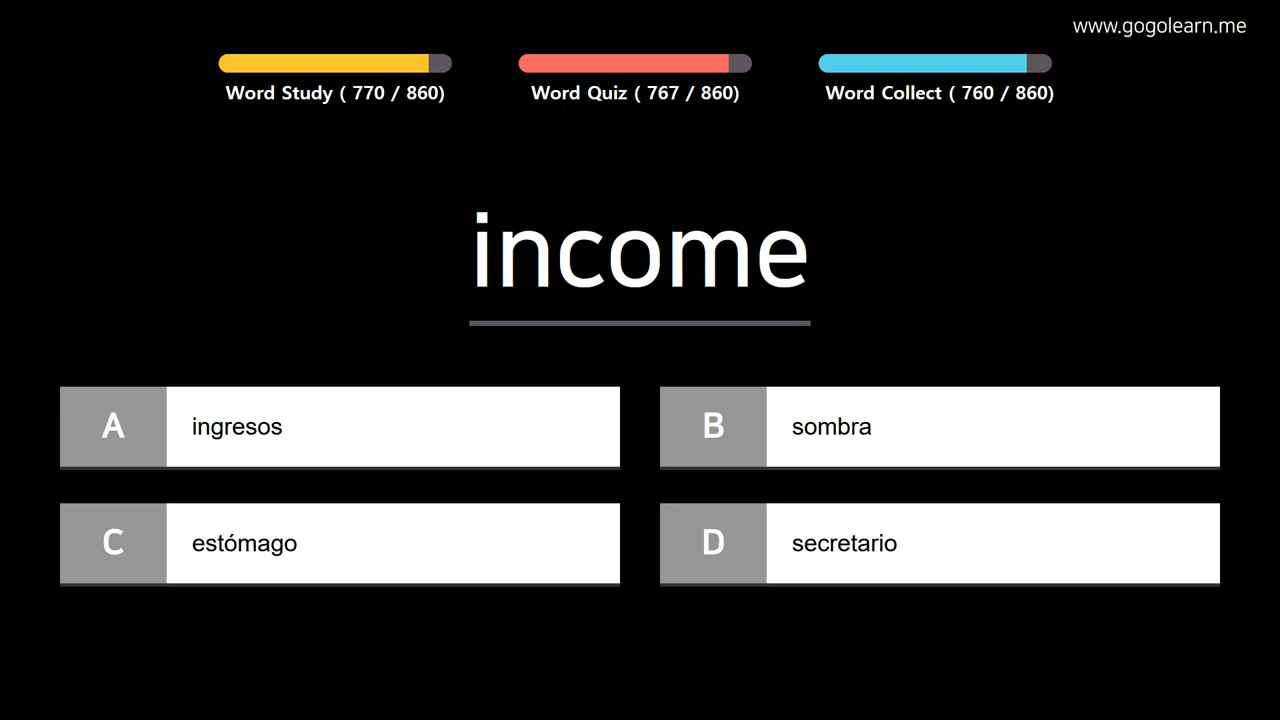 www.gogolearn.me
Word Study ( 770 / 860)
Word Quiz ( 767 / 860)
Word Collect ( 760 / 860)
income
A ingresos
B sombra
C estómago
D secretario